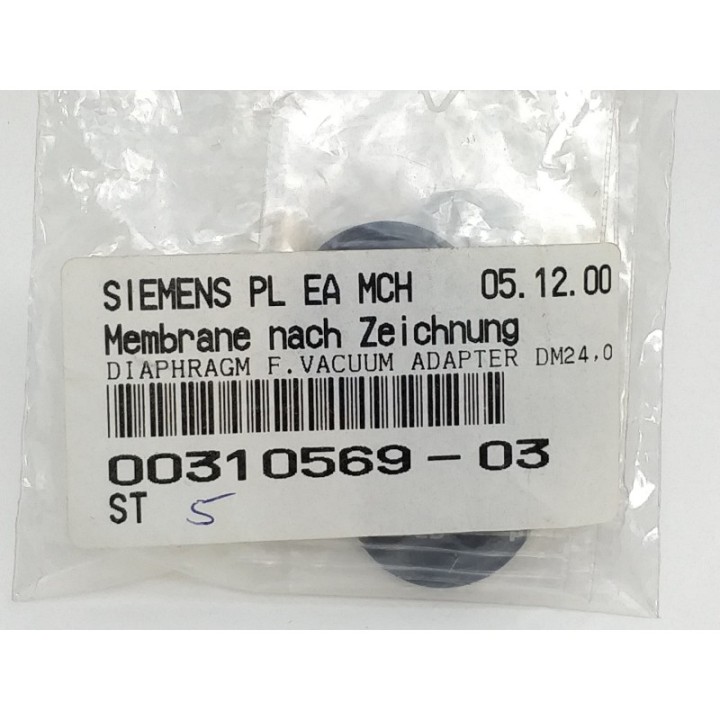 SIEMENS PL EA MCH 05.12.00
Membrane nach Zeichnung
DIAPHRAGM F.VACUUM ADAPTER DM24,0
00310569-03
ST 5